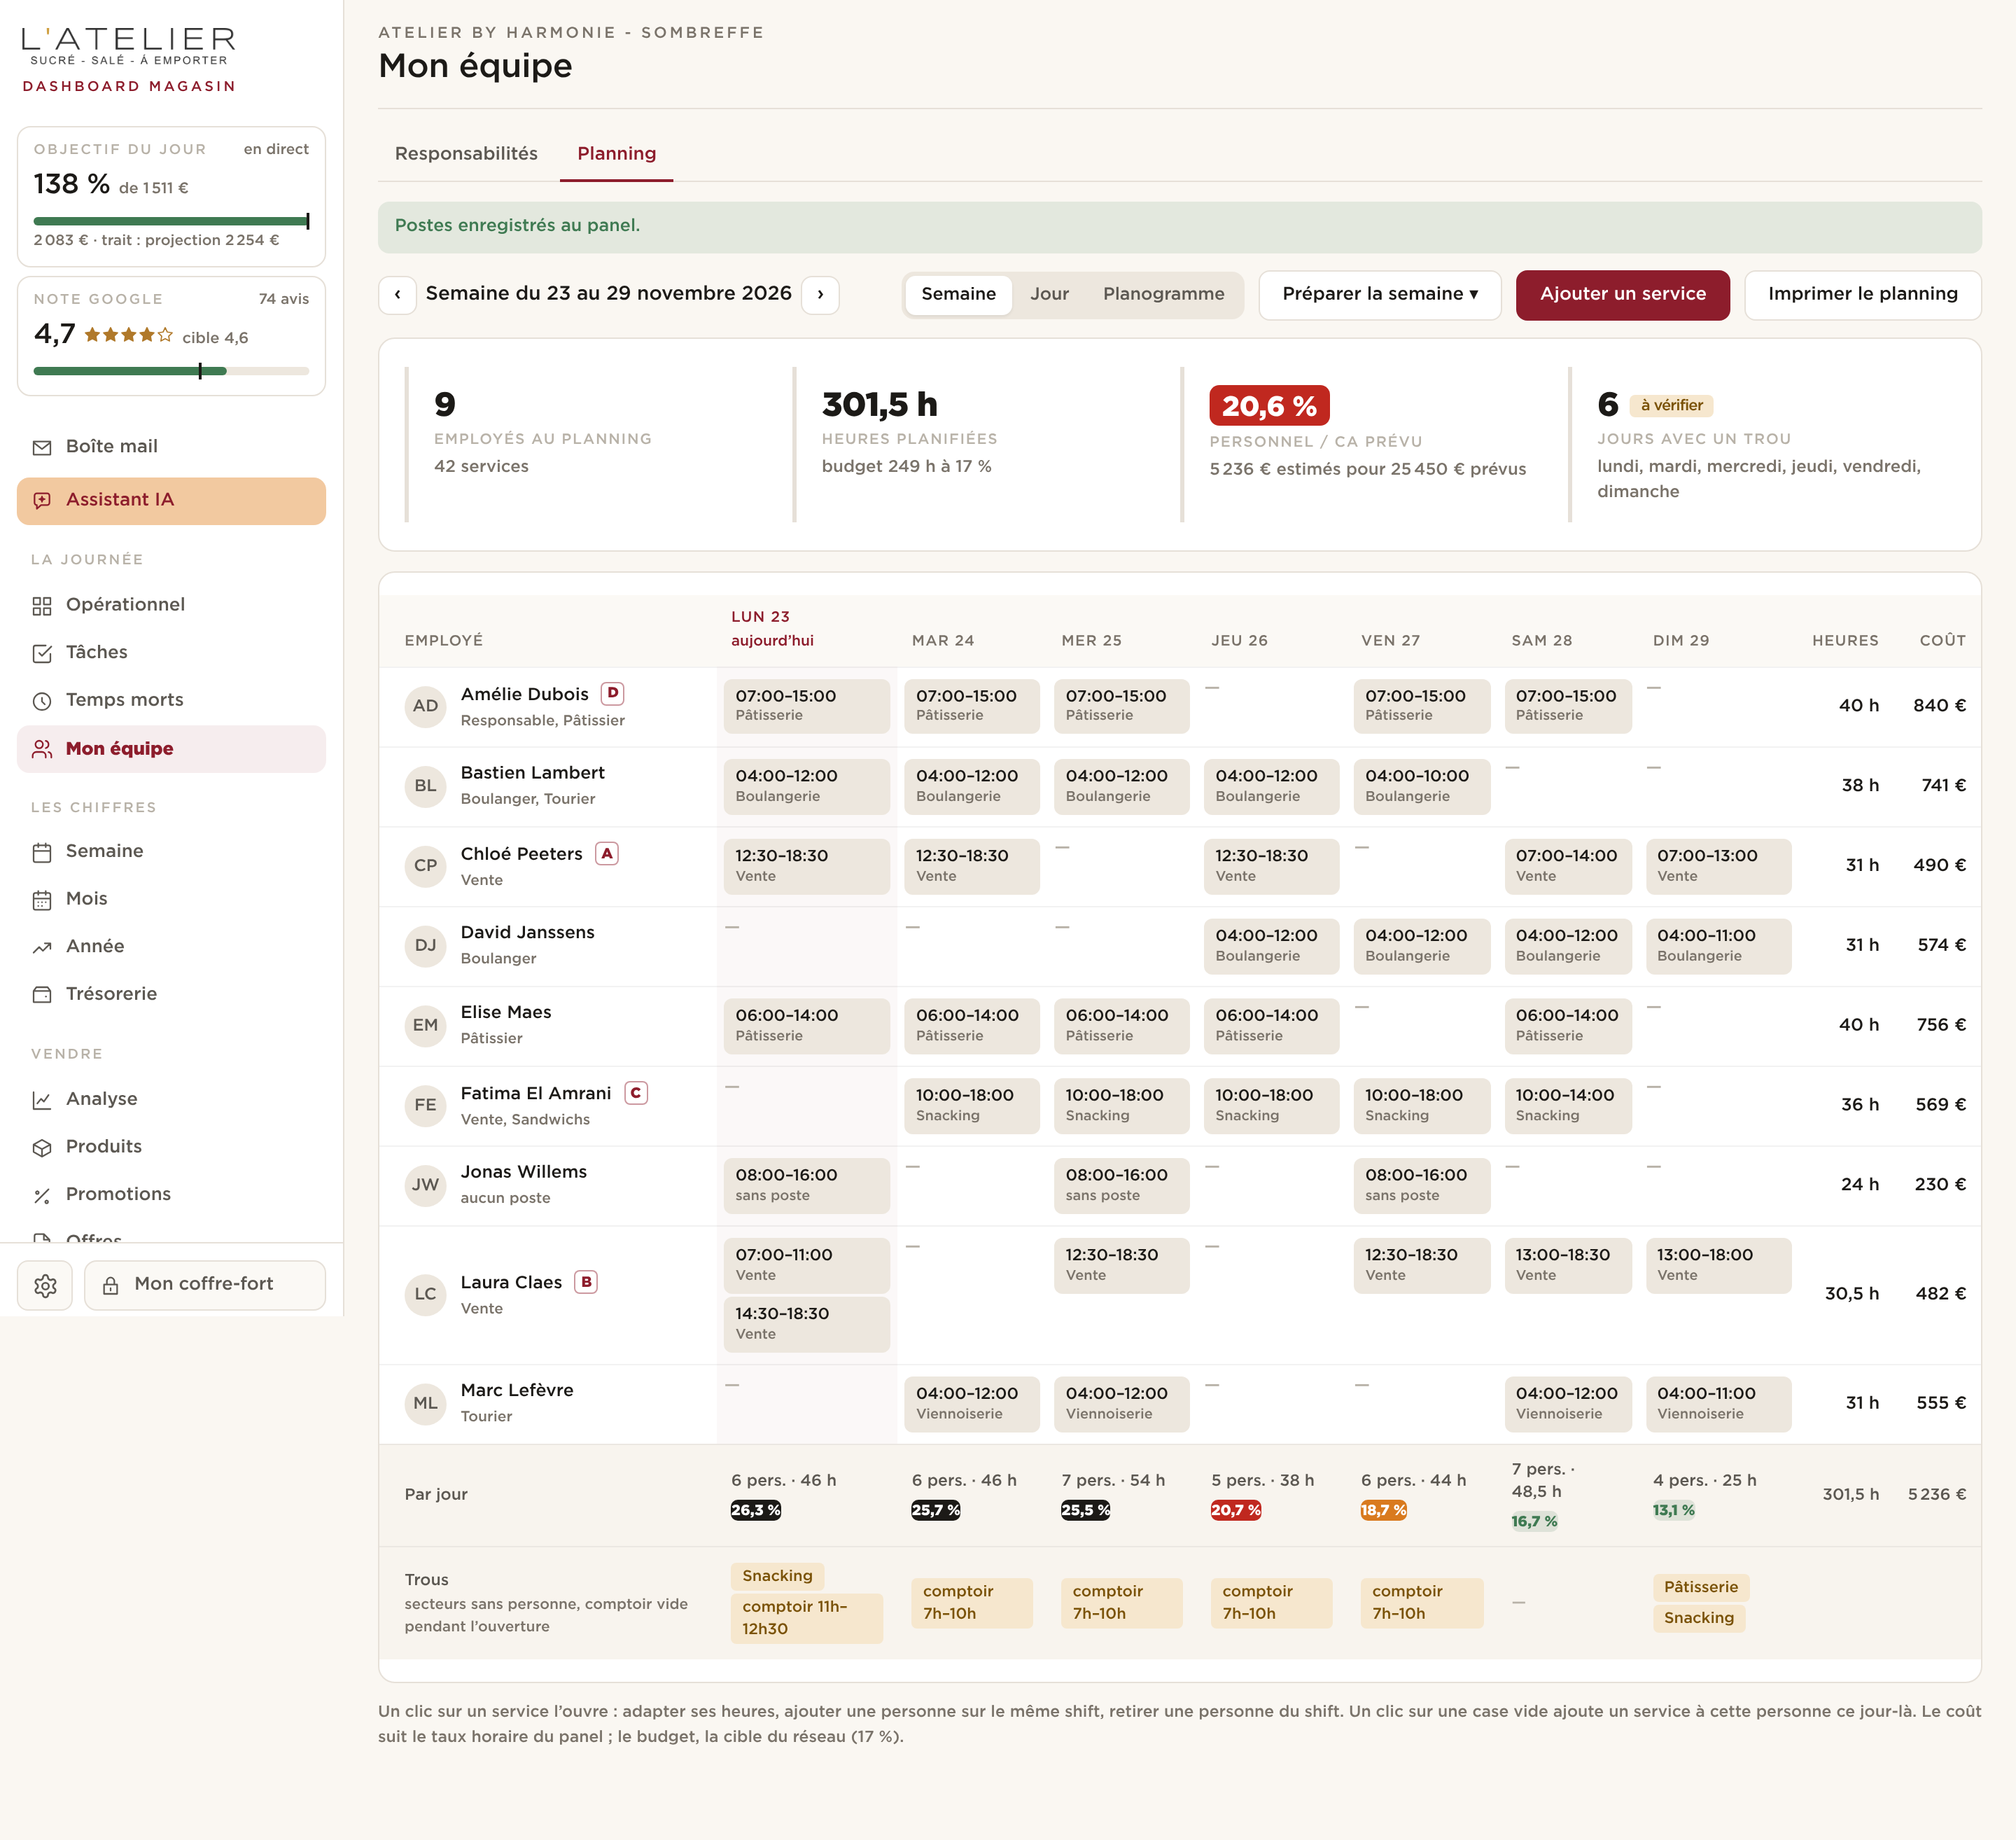 L'ATELIER
SUCRÉ - SALÉ - À EMPORTER
DASHBOARD MAGASIN
OBJECTIF DU JOUR en direct
138 % de 1 511 €
2 083 € · trait : projection 2 254 €
NOTE GOOGLE 74 avis
4,7 ★★★★☆ cible 4,6
Boîte mail
Assistant IA
LA JOURNÉE
Opérationnel
Tâches
Temps morts
Mon équipe
LES CHIFFRES
Semaine
Mois
Année
Trésorerie
VENDRE
Analyse
Produits
Promotions
Offres
Mon coffre-fort
ATELIER BY HARMONIE - SOMBREFFE
Mon équipe
Responsabilités Planning
Postes enregistrés au panel.
‹ Semaine du 23 au 29 novembre 2026 › Semaine Jour Planogramme Préparer la semaine ▾ Ajouter un service Imprimer le planning
9
EMPLOYÉS AU PLANNING
42 services
301,5 h
HEURES PLANIFIÉES
budget 249 h à 17 %
20,6 %
PERSONNEL / CA PRÉVU
5 236 € estimés pour 25 450 € prévus
6 à vérifier
JOURS AVEC UN TROU
lundi, mardi, mercredi, jeudi, vendredi,
dimanche
LUN 23
EMPLOYÉ aujourd'hui MAR 24 MER 25 JEU 26 VEN 27 SAM 28 DIM 29 HEURES COÛT
AD Amélie Dubois D 07:00–15:00 07:00–15:00 07:00–15:00 — 07:00–15:00 07:00–15:00 — 40 h 840 €
Responsable, Pâtissier Pâtisserie Pâtisserie Pâtisserie Pâtisserie Pâtisserie
BL Bastien Lambert 04:00–12:00 04:00–12:00 04:00–12:00 04:00–12:00 04:00–10:00 — — 38 h 741 €
Boulanger, Tourier Boulangerie Boulangerie Boulangerie Boulangerie Boulangerie
CP Chloé Peeters A 12:30–18:30 12:30–18:30 — 12:30–18:30 — 07:00–14:00 07:00–13:00 31 h 490 €
Vente Vente Vente Vente Vente Vente
DJ David Janssens — — — 04:00–12:00 04:00–12:00 04:00–12:00 04:00–11:00 31 h 574 €
Boulanger Boulangerie Boulangerie Boulangerie Boulangerie
EM Elise Maes 06:00–14:00 06:00–14:00 06:00–14:00 06:00–14:00 — 06:00–14:00 — 40 h 756 €
Pâtissier Pâtisserie Pâtisserie Pâtisserie Pâtisserie Pâtisserie
FE Fatima El Amrani C — 10:00–18:00 10:00–18:00 10:00–18:00 10:00–18:00 10:00–14:00 — 36 h 569 €
Vente, Sandwichs Snacking Snacking Snacking Snacking Snacking
JW Jonas Willems 08:00–16:00 — 08:00–16:00 — 08:00–16:00 — — 24 h 230 €
aucun poste sans poste sans poste sans poste
LC Laura Claes B 07:00–11:00 — 12:30–18:30 — 12:30–18:30 13:00–18:30 13:00–18:00 30,5 h 482 €
Vente Vente Vente Vente Vente Vente
14:30–18:30
Vente
ML Marc Lefèvre — 04:00–12:00 04:00–12:00 — — 04:00–12:00 04:00–11:00 31 h 555 €
Tourier Viennoiserie Viennoiserie Viennoiserie Viennoiserie
Par jour 6 pers. · 46 h 6 pers. · 46 h 7 pers. · 54 h 5 pers. · 38 h 6 pers. · 44 h 7 pers. · 48,5 h 4 pers. · 25 h 301,5 h 5 236 €
26,3 % 25,7 % 25,5 % 20,7 % 18,7 % 16,7 % 13,1 %
Trous
secteurs sans personne, comptoir vide
pendant l'ouverture
Snacking
comptoir 11h–
12h30
comptoir
7h–10h
comptoir
7h–10h
comptoir
7h–10h
comptoir
7h–10h
—
Pâtisserie
Snacking
Un clic sur un service l'ouvre : adapter ses heures, ajouter une personne sur le même shift, retirer une personne du shift. Un clic sur une case vide ajoute un service à cette personne ce jour-là. Le coût
suit le taux horaire du panel ; le budget, la cible du réseau (17 %).